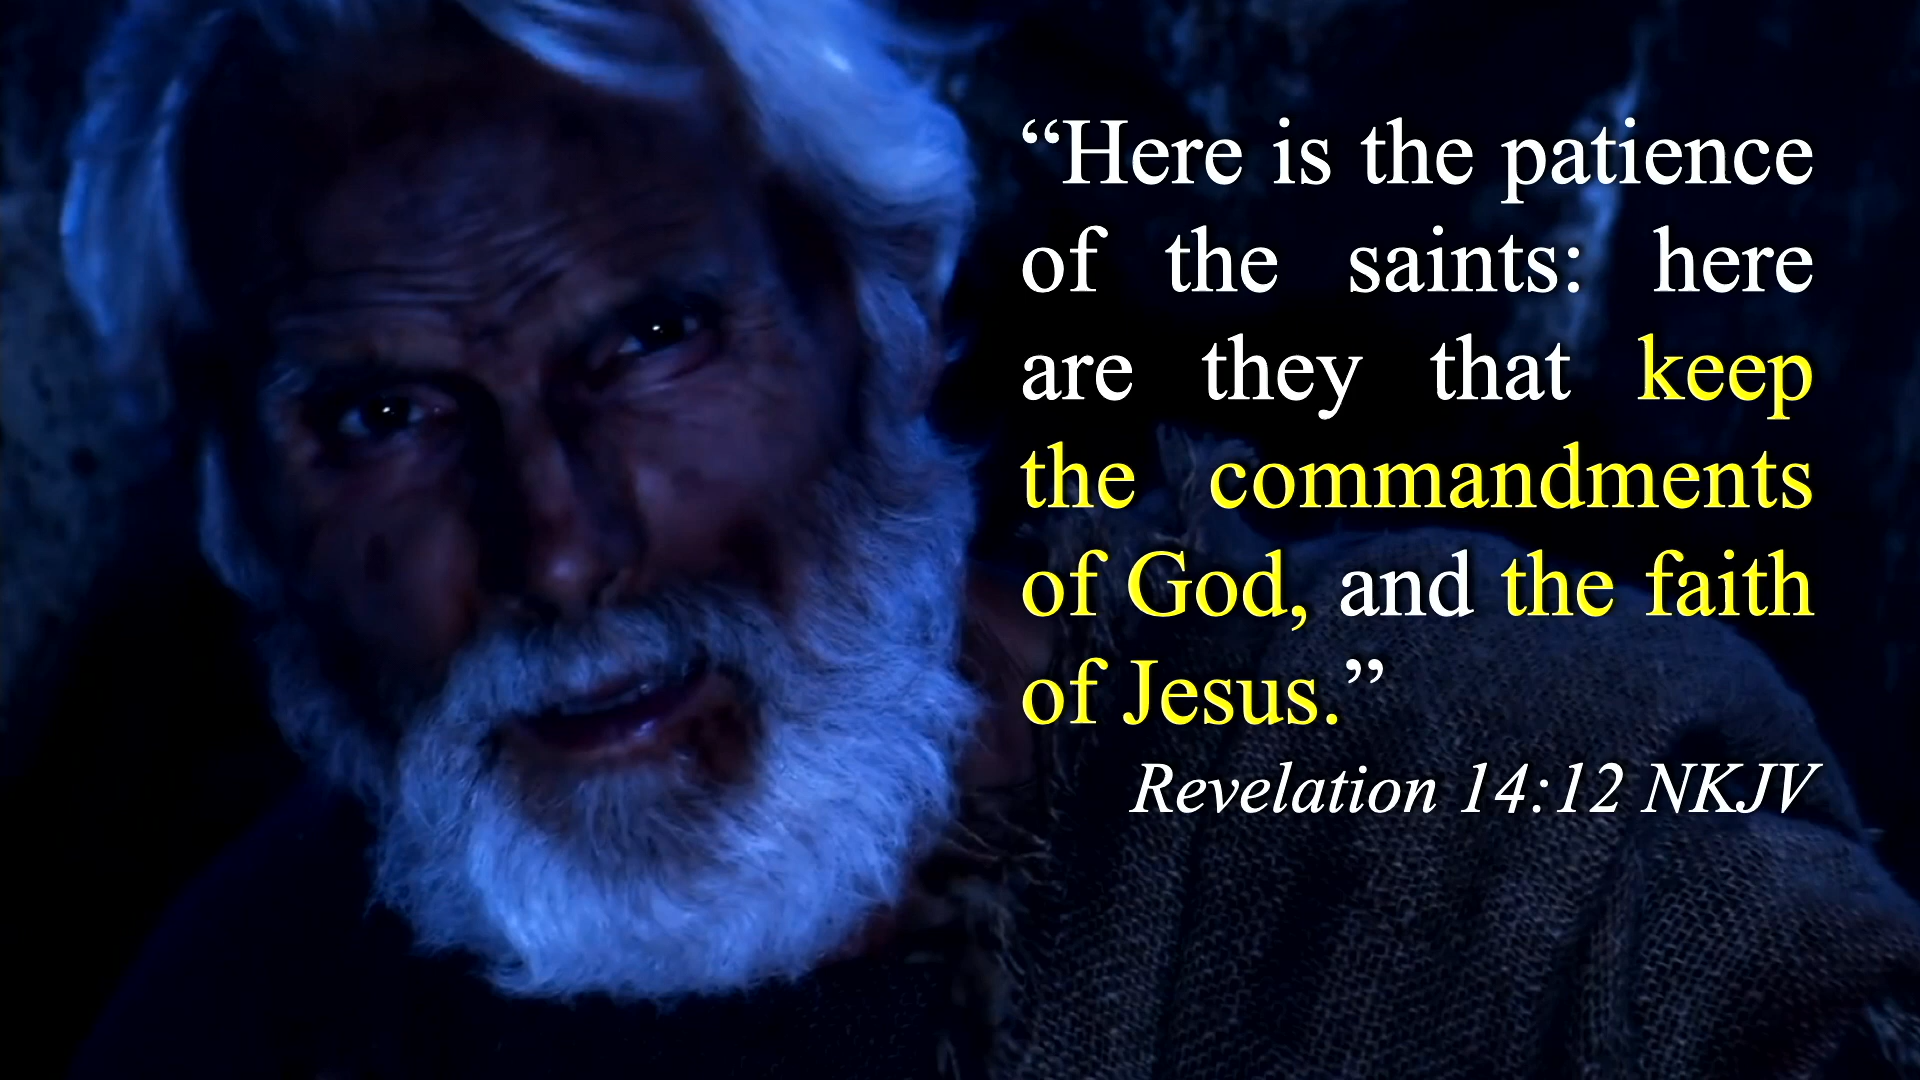 “Here is the patience
of the saints: here
are they that keep
the commandments
of God, and the faith
of Jesus.”
Revelation 14:12 NKJV